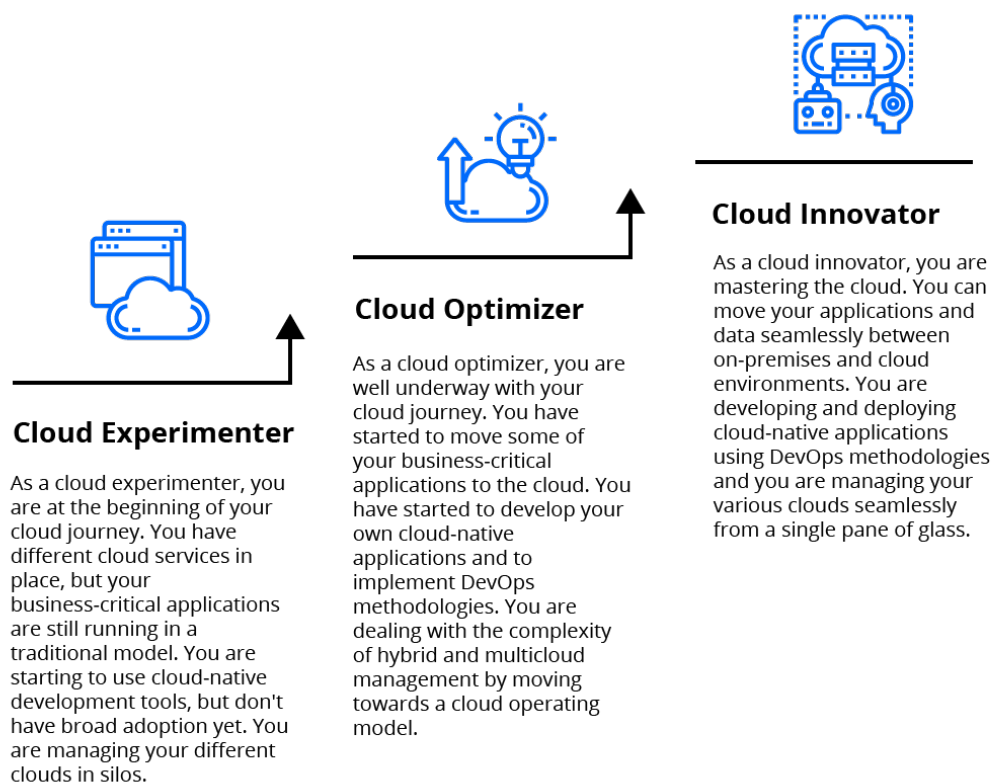 Cloud Experimenter
As a cloud experimenter, you
are at the beginning of your
cloud journey. You have
different cloud services in
place, but your
business-critical applications
are still running in a
traditional model. You are
starting to use cloud-native
development tools, but don't
have broad adoption yet. You
are managing your different
clouds in silos.
Cloud Optimizer
As a cloud optimizer, you are
well underway with your
cloud journey. You have
started to move some of
your business-critical
applications to the cloud. You
have started to develop your
own cloud-native
applications and to
implement DevOps
methodologies. You are
dealing with the complexity
of hybrid and multicloud
management by moving
towards a cloud operating
model.
Cloud Innovator
As a cloud innovator, you are
mastering the cloud. You can
move your applications and
data seamlessly between
on-premises and cloud
environments. You are
developing and deploying
cloud-native applications
using DevOps methodologies
and you are managing your
various clouds seamlessly
from a single pane of glass.